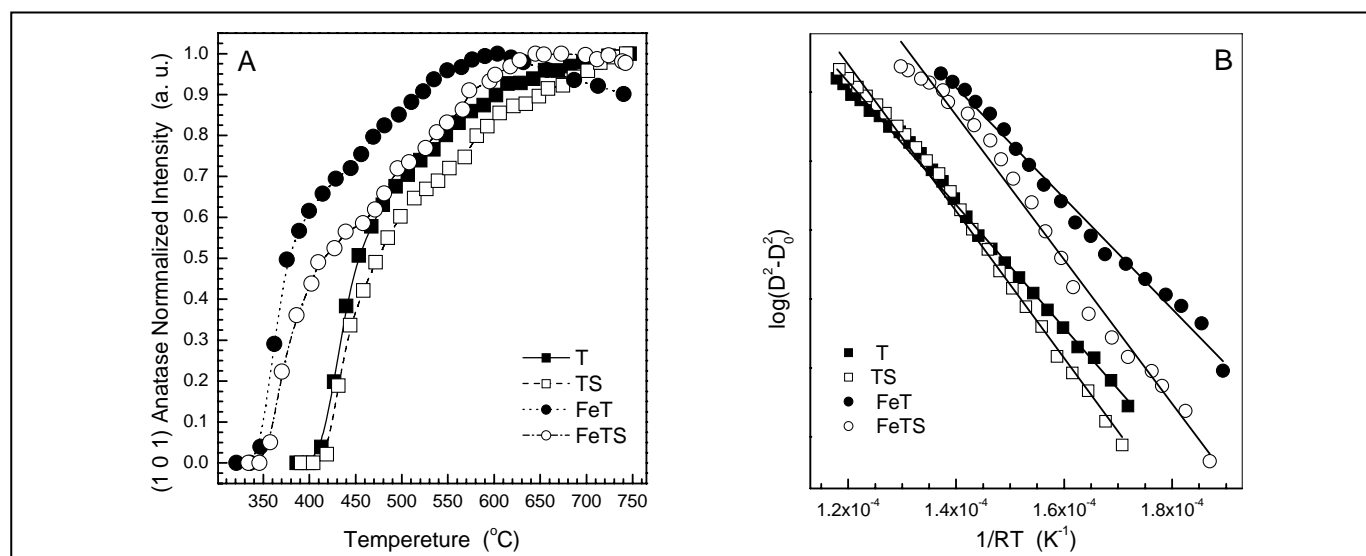 A
(1 0 1) Anatase Normnalized Intensity (a. u.)
1.0
0.9
0.8
0.7
0.6
0.5
0.4
0.3
0.2
0.1
0.0
350 400 450 500 550 600 650 700 750
Tempereture (°C)
T
TS
FeT
FeTS
B
log(D²-D₀²)
T
TS
FeT
FeTS
1.2x10⁻⁴ 1.4x10⁻⁴ 1.6x10⁻⁴ 1.8x10⁻⁴
1/RT (K⁻¹)